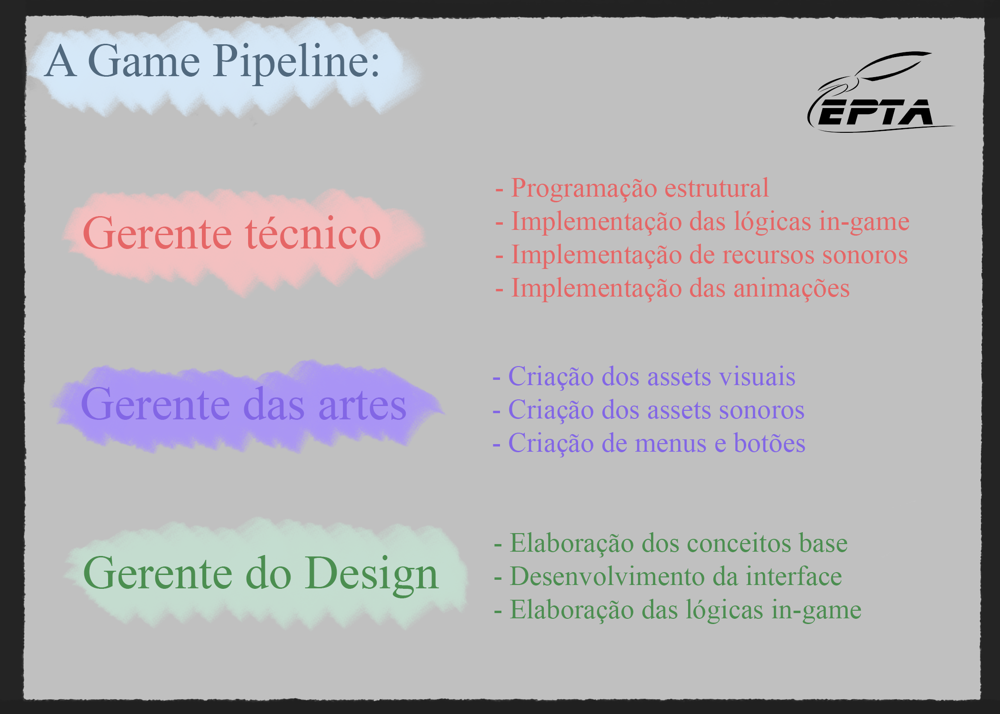 A Game Pipeline:
EPTA
Gerente técnico
- Programação estrutural
- Implementação das lógicas in-game
- Implementação de recursos sonoros
- Implementação das animações
Gerente das artes
- Criação dos assets visuais
- Criação dos assets sonoros
- Criação de menus e botões
Gerente do Design
- Elaboração dos conceitos base
- Desenvolvimento da interface
- Elaboração das lógicas in-game